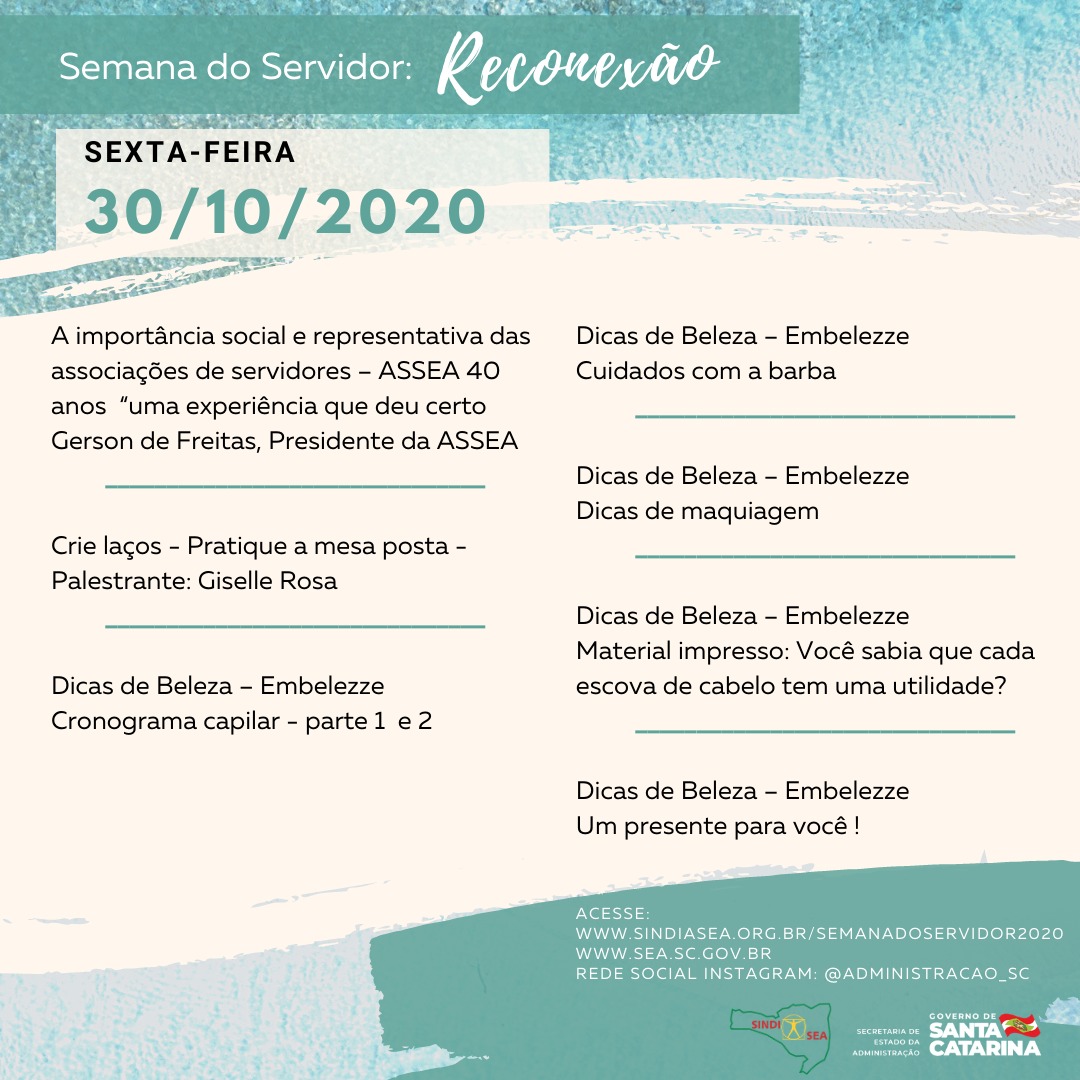 Semana do Servidor: Reconexão
SEXTA-FEIRA
30/10/2020
A importância social e representativa das
associações de servidores – ASSEA 40
anos “uma experiência que deu certo
Gerson de Freitas, Presidente da ASSEA
Crie laços - Pratique a mesa posta -
Palestrante: Giselle Rosa
Dicas de Beleza – Embelezze
Cronograma capilar - parte 1 e 2
Dicas de Beleza – Embelezze
Cuidados com a barba
Dicas de Beleza – Embelezze
Dicas de maquiagem
Dicas de Beleza – Embelezze
Material impresso: Você sabia que cada
escova de cabelo tem uma utilidade?
Dicas de Beleza – Embelezze
Um presente para você !
ACESSE:
WWW.SINDIASEA.ORG.BR/SEMANADOSERVIDOR2020
WWW.SEA.SC.GOV.BR
REDE SOCIAL INSTAGRAM: @ADMINISTRACAO_SC
SINDI SEA
SECRETARIA DE
ESTADO DA
ADMINISTRAÇÃO
GOVERNO DE
SANTA
CATARINA